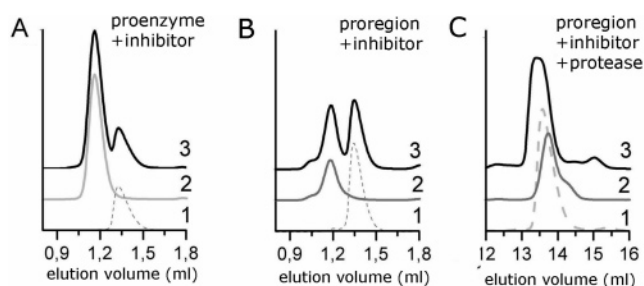 A
proenzyme
+inhibitor
3
2
1
0,9 1,2 1,5 1,8
elution volume (ml)
B
proregion
+inhibitor
3
2
1
0,9 1,2 1,5 1,8
elution volume (ml)
C
proregion
+inhibitor
+protease
3
2
1
12 13 14 15 16
elution volume (ml)